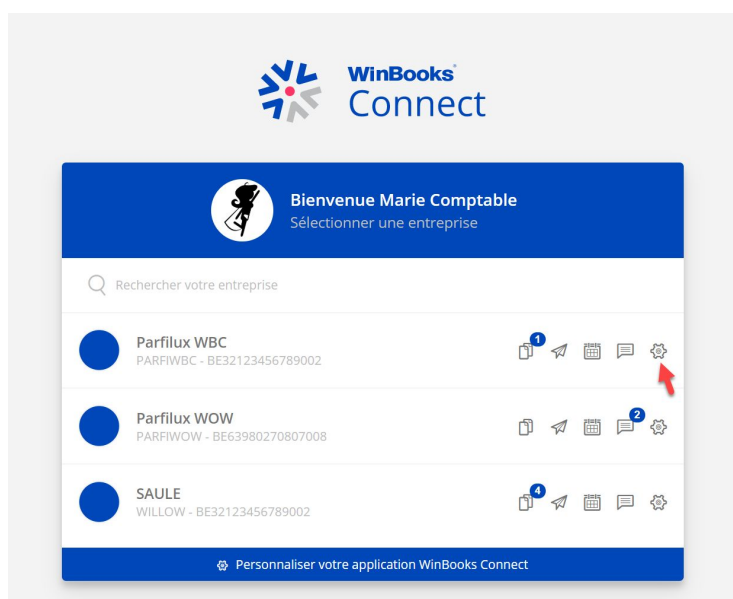 WinBooks®
Connect
Bienvenue Marie Comptable
Sélectionner une entreprise
Rechercher votre entreprise
Parfilux WBC
PARFIWBC - BE32123456789002
1
Parfilux WOW
PARFIWOW - BE63980270807008
2
SAULE
WILLOW - BE32123456789002
4
Personnaliser votre application WinBooks Connect